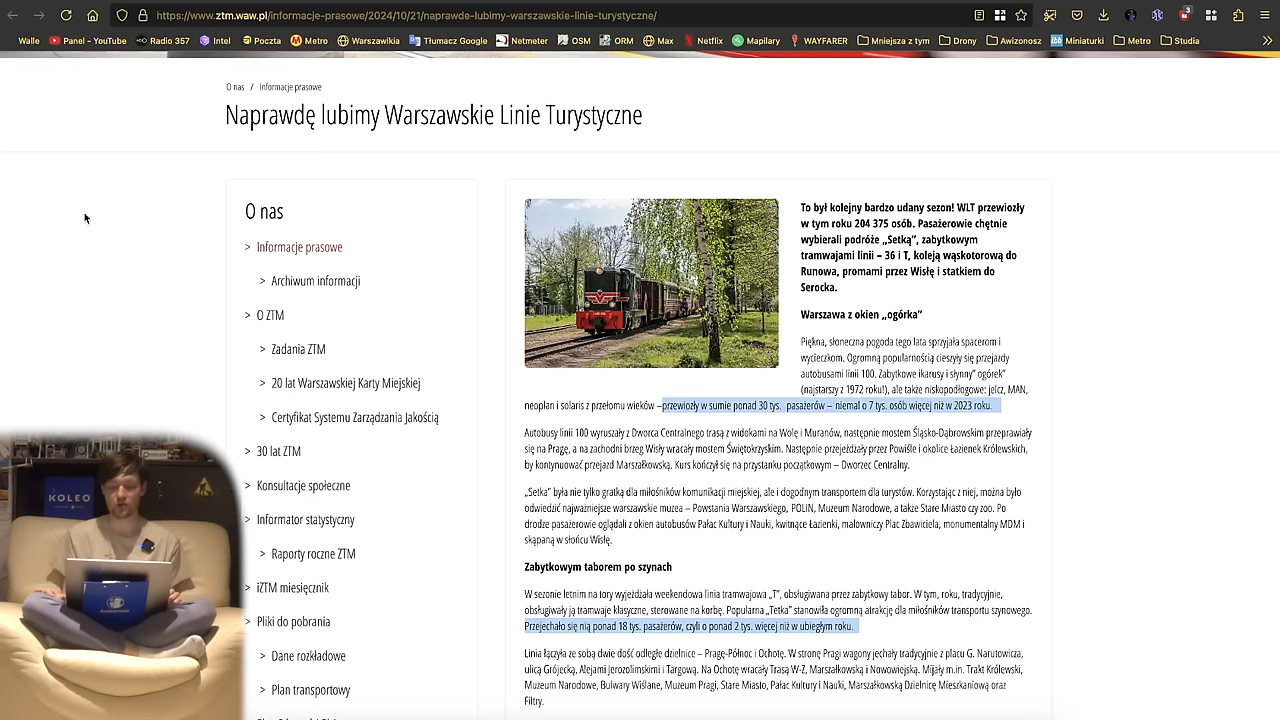 https://www.ztm.waw.pl/informacje-prasowe/2024/10/21/naprawde-lubimy-warszawskie-linie-turystyczne/
3
Walle Panel - YouTube Radio 357 Intel Poczta Metro Warszawikia Tłumacz Google Netmeter OSM ORM Max Netflix Mapilary WAYFARER Mniejsza z tym Drony Awizonosz Miniaturki Metro Studia
O nas / Informacje prasowe
Naprawdę lubimy Warszawskie Linie Turystyczne
O nas
> Informacje prasowe
> Archiwum informacji
> O ZTM
> Zadania ZTM
> 20 lat Warszawskiej Karty Miejskiej
> Certyfikat Systemu Zarządzania Jakością
> 30 lat ZTM
> Konsultacje społeczne
> Informator statystyczny
> Raporty roczne ZTM
> iZTM miesięcznik
> Pliki do pobrania
> Dane rozkładowe
> Plan transportowy
To był kolejny bardzo udany sezon! WLT przewiozły
w tym roku 204 375 osób. Pasażerowie chętnie
wybierali podróże „Setką”, zabytkowym
tramwajami linii – 36 i T, koleją wąskotorową do
Runowa, promami przez Wisłę i statkiem do
Serocka.
Warszawa z okien „ogórka”
Piękna, słoneczna pogoda tego lata sprzyjała spacerom i
wycieczkom. Ogromną popularnością cieszyły się przejazdy
autobusami linii 100. Zabytkowe ikarusy i słynny” ogórek”
(najstarszy z 1972 roku!), ale także niskopodłogowe: jelcz, MAN,
neoplan i solaris z przełomu wieków –przewiozły w sumie ponad 30 tys. pasażerów – niemal o 7 tys. osób więcej niż w 2023 roku.
Autobusy linii 100 wyruszały z Dworca Centralnego trasą z widokami na Wolę i Muranów, następnie mostem Śląsko-Dąbrowskim przeprawiały
się na Pragę, a na zachodni brzeg Wisły wracały mostem Świętokrzyskim. Następnie przejeżdżały przez Powiśle i okolice Łazienek Królewskich,
by kontynuować przejazd Marszałkowską. Kurs kończył się na przystanku początkowym – Dworzec Centralny.
„Setka” była nie tylko gratką dla miłośników komunikacji miejskiej, ale i dogodnym transportem dla turystów. Korzystając z niej, można było
odwiedzić najważniejsze warszawskie muzea – Powstania Warszawskiego, POLIN, Muzeum Narodowe, a także Stare Miasto czy zoo. Po
drodze pasażerowie oglądali z okien autobusów Pałac Kultury i Nauki, kwitnące Łazienki, malowniczy Plac Zbawiciela, monumentalny MDM i
skąpaną w słońcu Wisłę.
Zabytkowym taborem po szynach
W sezonie letnim na tory wyjeżdżała weekendowa linia tramwajowa „T”, obsługiwana przez zabytkowy tabor. W tym, roku, tradycyjnie,
obsługiwały ją tramwaje klasyczne, sterowane na korbę. Popularna „Tetka” stanowiła ogromną atrakcję dla miłośników transportu szynowego.
Przejechało się nią ponad 18 tys. pasażerów, czyli o ponad 2 tys. więcej niż w ubiegłym roku.
Linia łączyła ze sobą dwie dość odległe dzielnice – Pragę-Północ i Ochotę. W stronę Pragi wagony jechały tradycyjnie z placu G. Narutowicza,
ulicą Grójecką, Alejami Jerozolimskimi i Targową. Na Ochotę wracały Trasą W-Z, Marszałkowską i Nowowiejską. Mijały m.in. Trakt Królewski,
Muzeum Narodowe, Bulwary Wiślane, Muzeum Pragi, Stare Miasto, Pałac Kultury i Nauki, Marszałkowską Dzielnicę Mieszkaniową oraz
Filtry.
KOLEO